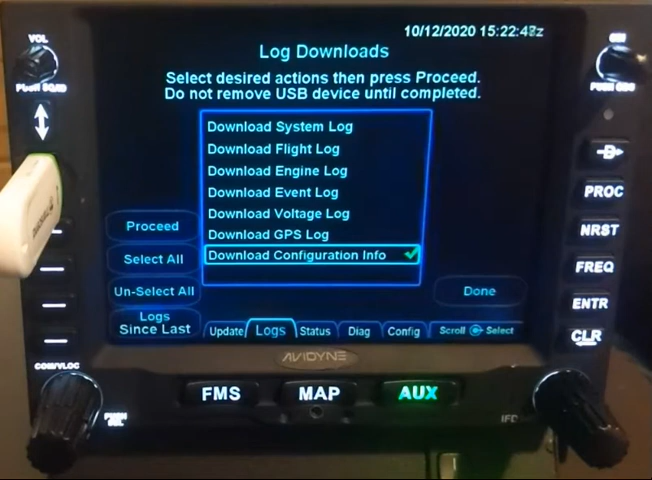 10/12/2020 15:22:48z
VOL
Log Downloads
Select desired actions then press Proceed.
Do not remove USB device until completed.
Download System Log
Download Flight Log
Download Engine Log
Download Event Log
Download Voltage Log
Download GPS Log
Download Configuration Info
Proceed
Select All
Un-Select All
Logs
Since Last
Done
Update
Logs
Status
Diag
Config
Scroll
Select
PROC
NRST
FREQ
ENTR
CLR
AVIDYNE
COM/VLOC
FMS
MAP
AUX
PUSH
SEL
IFD